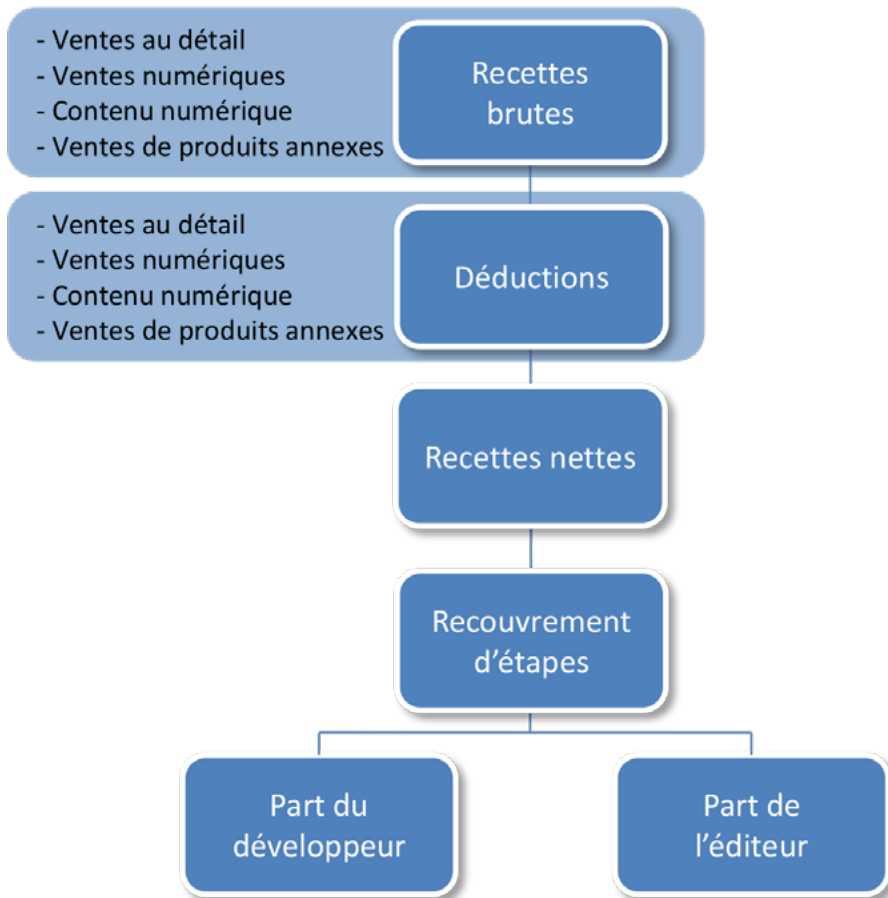 - Ventes au détail
- Ventes numériques
- Contenu numérique
- Ventes de produits annexes
Recettes
brutes
- Ventes au détail
- Ventes numériques
- Contenu numérique
- Ventes de produits annexes
Déductions
Recettes nettes
Recouvrement
d’étapes
Part du
développeur
Part de
l’éditeur